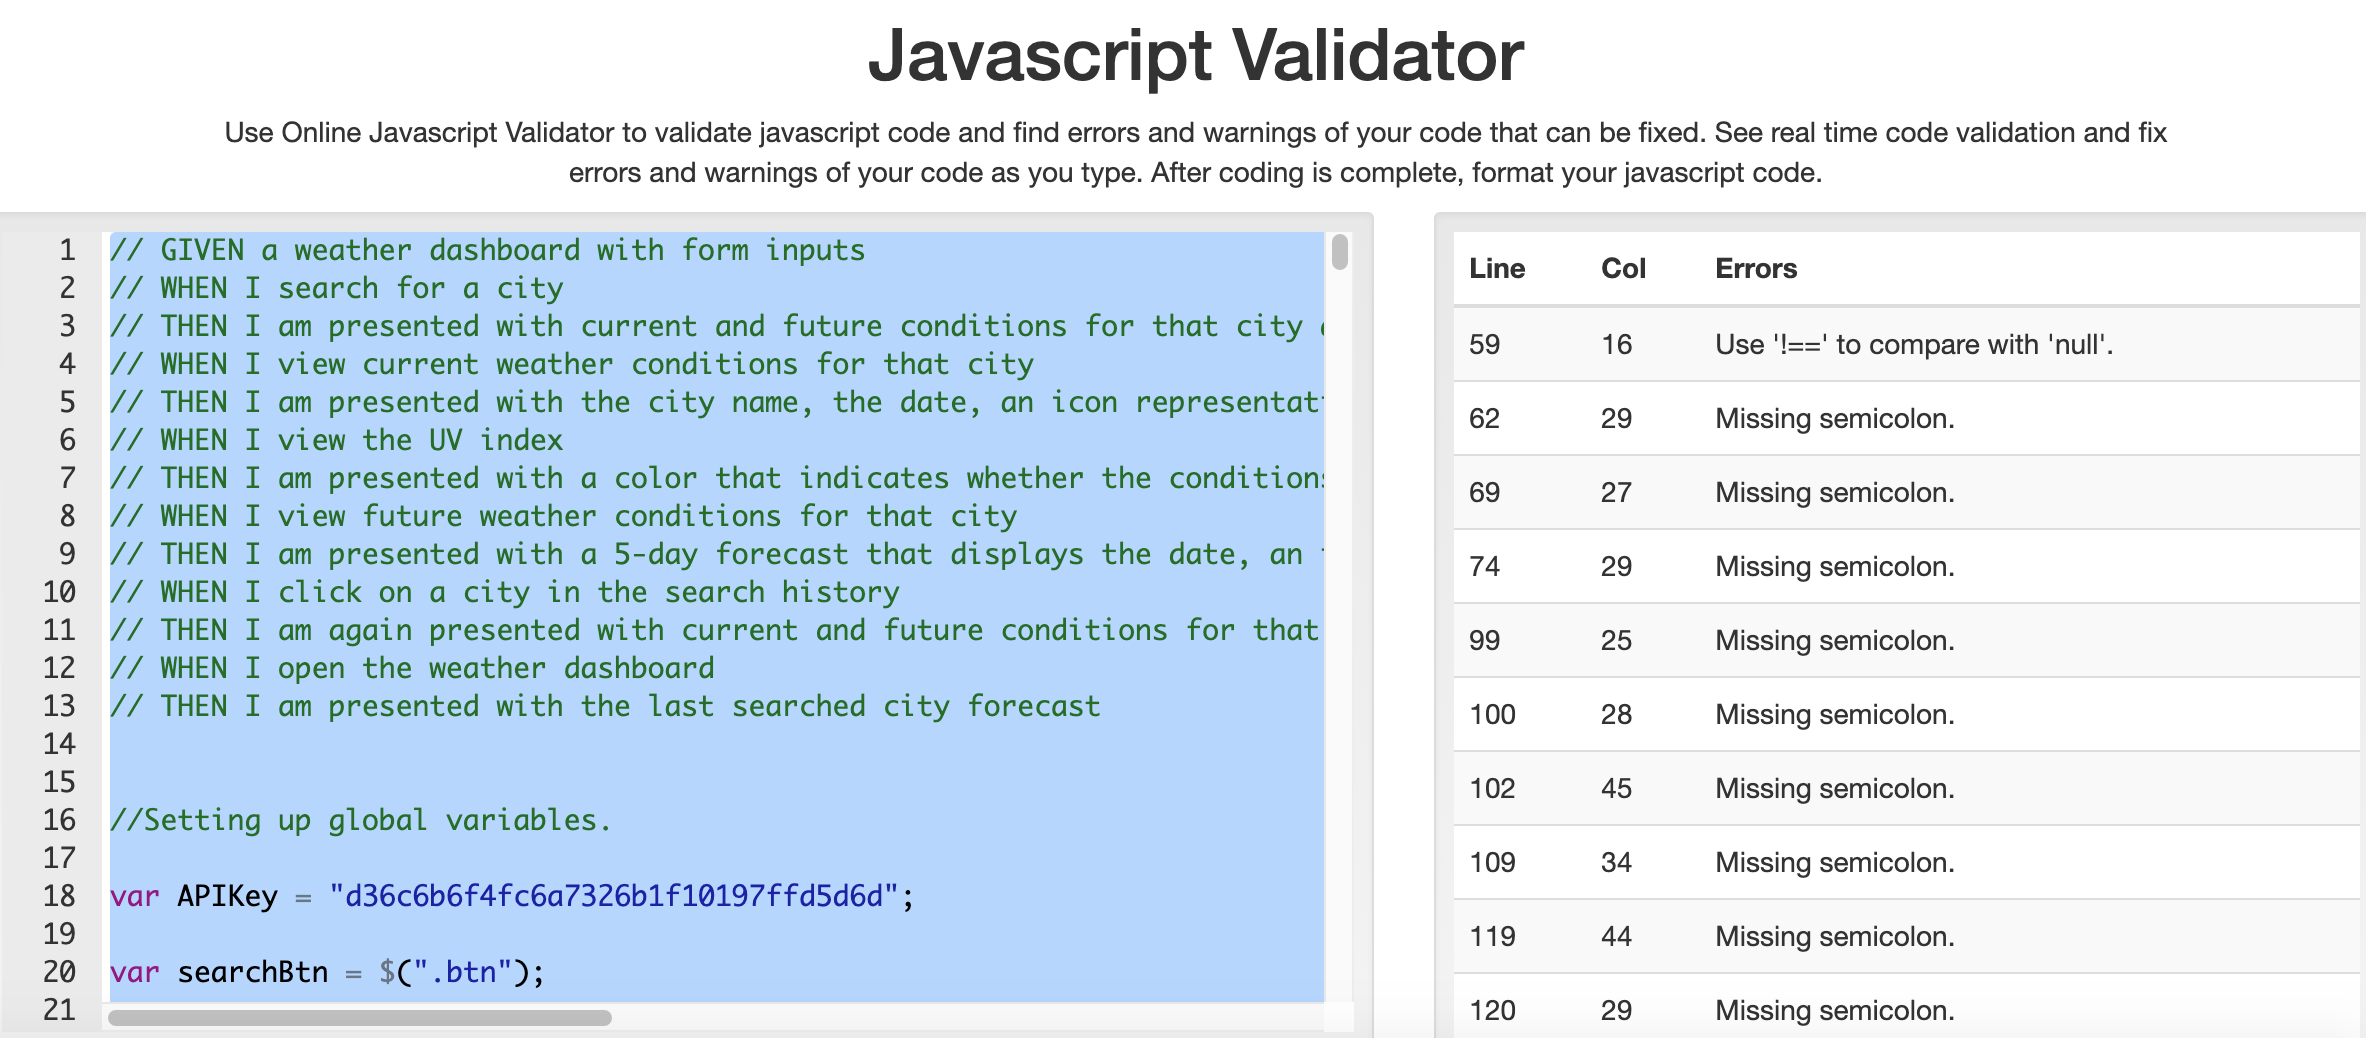 Javascript Validator
Use Online Javascript Validator to validate javascript code and find errors and warnings of your code that can be fixed. See real time code validation and fix
errors and warnings of your code as you type. After coding is complete, format your javascript code.
1 // GIVEN a weather dashboard with form inputs
2 // WHEN I search for a city
3 // THEN I am presented with current and future conditions for that city
4 // WHEN I view current weather conditions for that city
5 // THEN I am presented with the city name, the date, an icon representat
6 // WHEN I view the UV index
7 // THEN I am presented with a color that indicates whether the conditions
8 // WHEN I view future weather conditions for that city
9 // THEN I am presented with a 5-day forecast that displays the date, an
10 // WHEN I click on a city in the search history
11 // THEN I am again presented with current and future conditions for that
12 // WHEN I open the weather dashboard
13 // THEN I am presented with the last searched city forecast
14
15
16 //Setting up global variables.
17
18 var APIKey = "d36c6b6f4fc6a7326b1f10197ffd5d6d";
19
20 var searchBtn = $(".btn");
21
Line Col Errors
59 16 Use '!==' to compare with 'null'.
62 29 Missing semicolon.
69 27 Missing semicolon.
74 29 Missing semicolon.
99 25 Missing semicolon.
100 28 Missing semicolon.
102 45 Missing semicolon.
109 34 Missing semicolon.
119 44 Missing semicolon.
120 29 Missing semicolon.